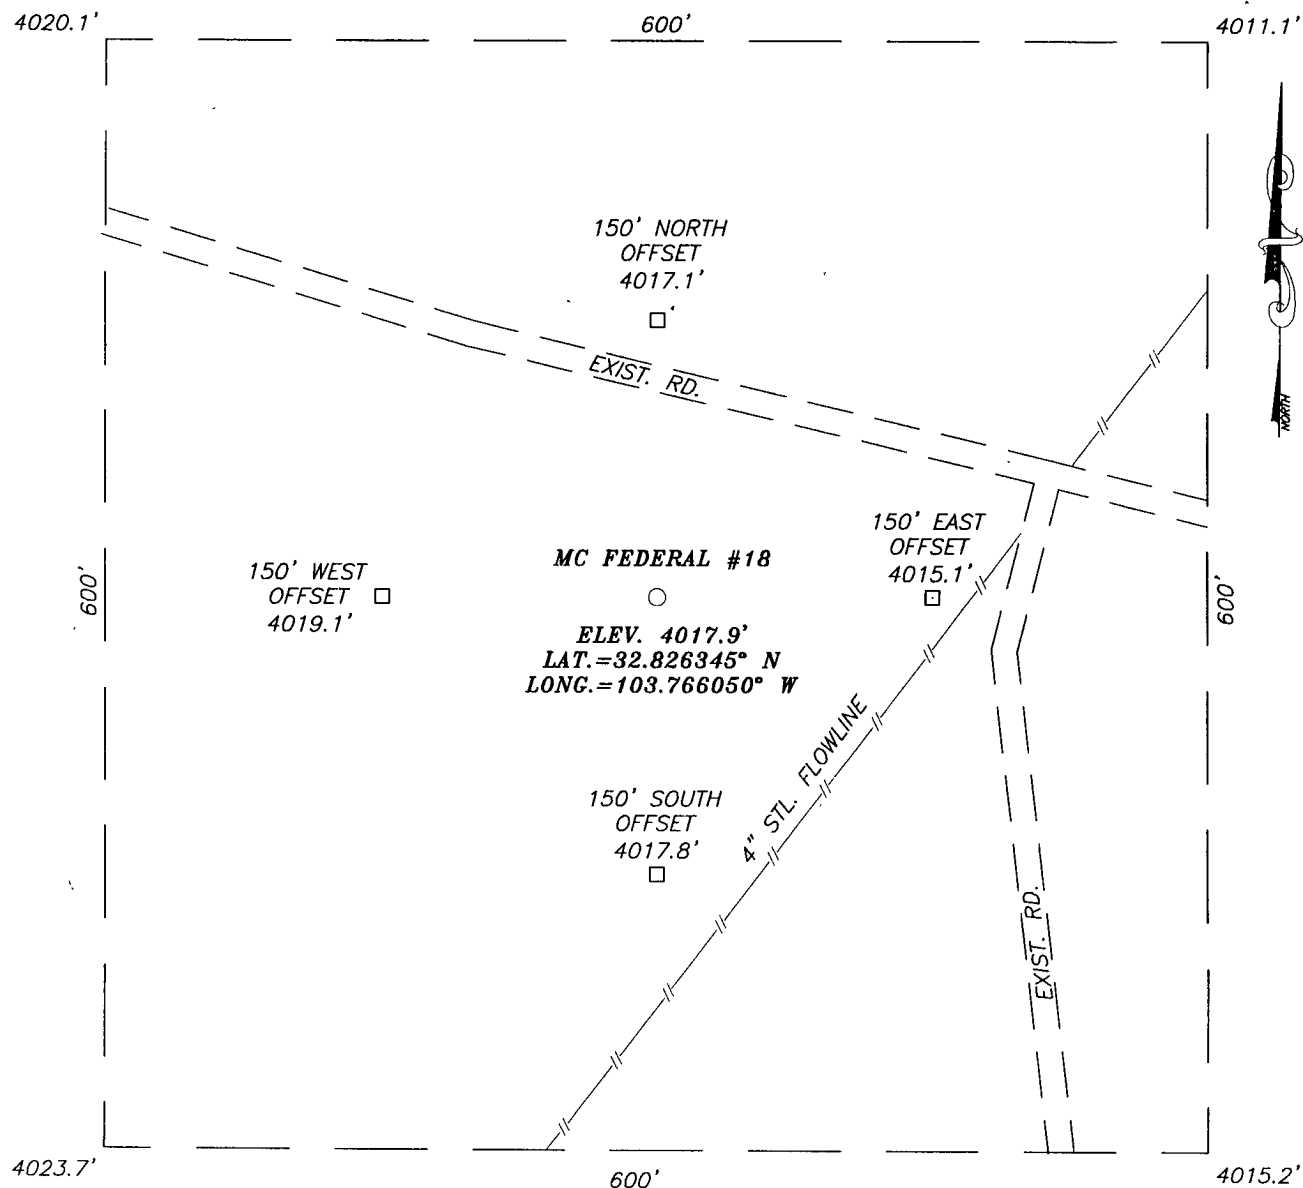 4020.1'
600'
4011.1'
150' NORTH
OFFSET
4017.1'
NORTH
EXIST. RD.
150' EAST
OFFSET
4015.1'
150' WEST
OFFSET
4019.1'
MC FEDERAL #18
600'
600'
ELEV. 4017.9'
LAT.=32.826345° N
LONG.=103.766050° W
4" STL. FLOWLINE
150' SOUTH
OFFSET
4017.8'
EXIST. RD.
4023.7'
600'
4015.2'